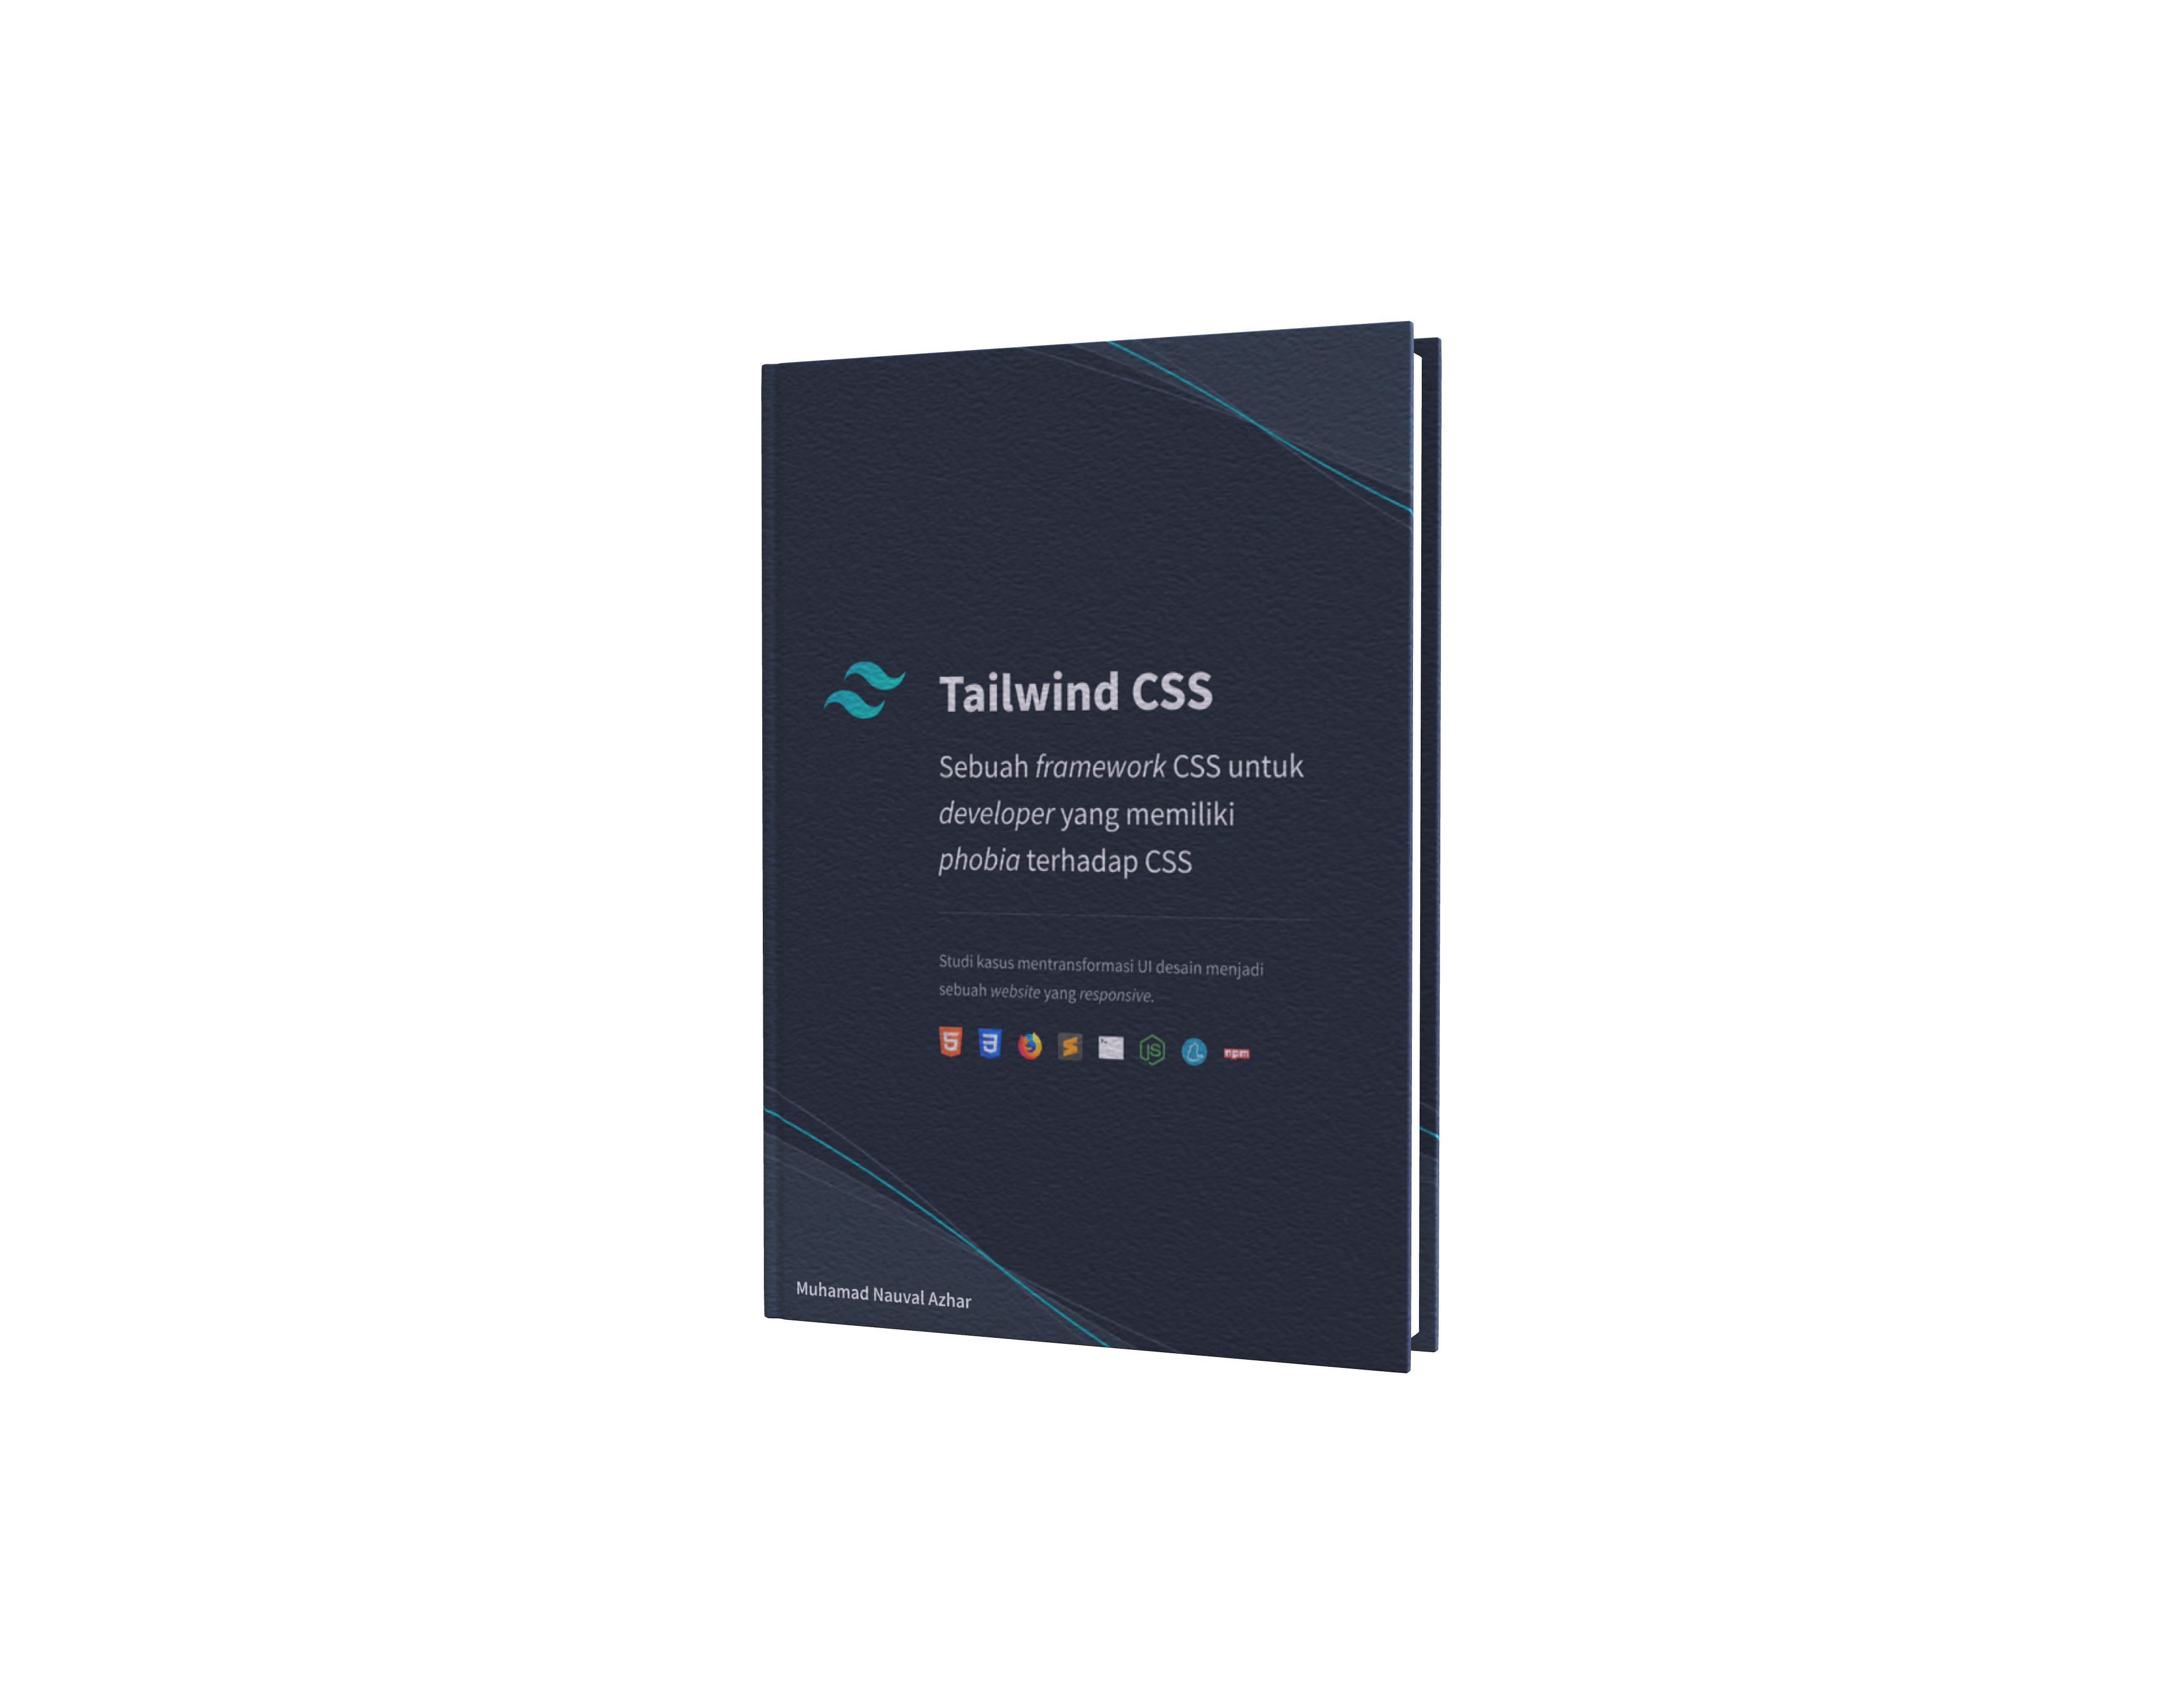 Tailwind CSS
Sebuah framework CSS untuk
developer yang memiliki
phobia terhadap CSS
Studi kasus mentransformasi UI desain menjadi
sebuah website yang responsive.
5
3
JS
npm
Muhamad Nauval Azhar